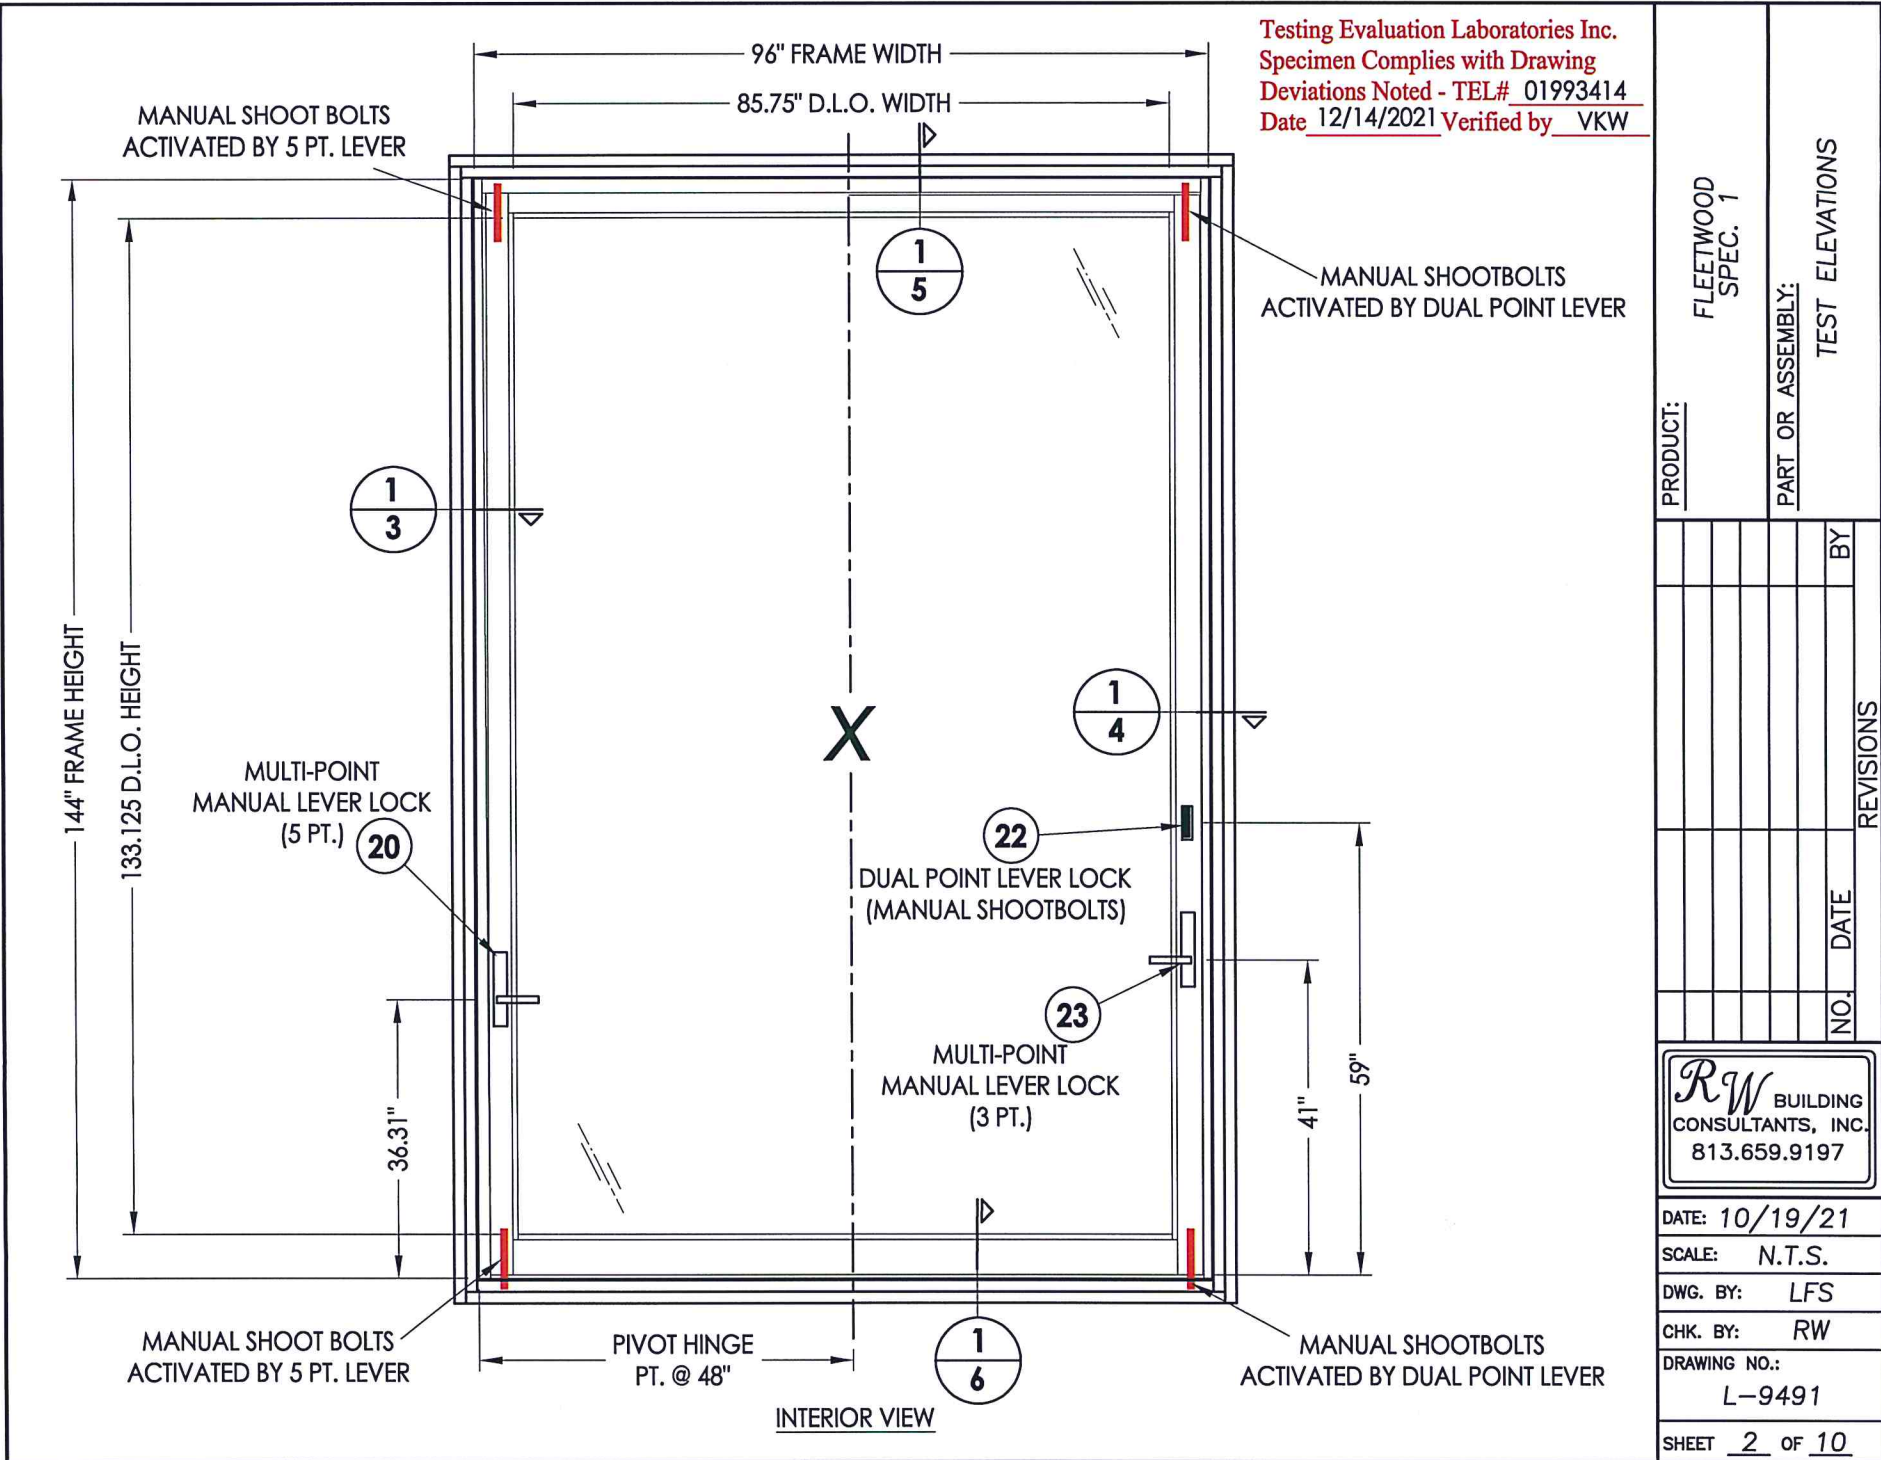 Testing Evaluation Laboratories Inc.
Specimen Complies with Drawing
Deviations Noted - TEL# 01993414
Date 12/14/2021 Verified by VKW
96" FRAME WIDTH
85.75" D.L.O. WIDTH
MANUAL SHOOT BOLTS
ACTIVATED BY 5 PT. LEVER
1
5
MANUAL SHOOTBOLTS
ACTIVATED BY DUAL POINT LEVER
1
3
144" FRAME HEIGHT
133.125 D.L.O. HEIGHT
X
1
4
MULTI-POINT
MANUAL LEVER LOCK
(5 PT.)
20
22
DUAL POINT LEVER LOCK
(MANUAL SHOOTBOLTS)
23
MULTI-POINT
MANUAL LEVER LOCK
(3 PT.)
36.31"
41"
59"
MANUAL SHOOT BOLTS
ACTIVATED BY 5 PT. LEVER
PIVOT HINGE
PT. @ 48"
1
6
MANUAL SHOOTBOLTS
ACTIVATED BY DUAL POINT LEVER
INTERIOR VIEW
PRODUCT:
FLEETWOOD
SPEC. 1
PART OR ASSEMBLY:
TEST ELEVATIONS
NO. DATE BY
REVISIONS
RW BUILDING
CONSULTANTS, INC.
813.659.9197
DATE: 10/19/21
SCALE: N.T.S.
DWG. BY: LFS
CHK. BY: RW
DRAWING NO.:
L-9491
SHEET 2 OF 10